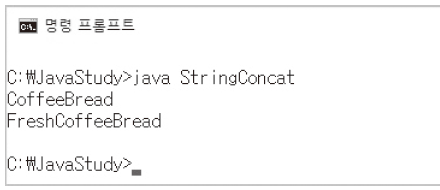 명령 프롬프트
C:₩JavaStudy>java StringConcat
CoffeeBread
FreshCoffeeBread
C:₩JavaStudy>_